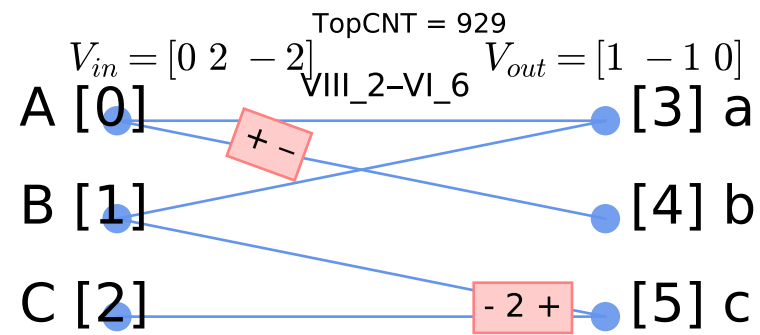 TopCNT = 929
V_in = [0 2 − 2] V_out = [1 − 1 0]
VIII_2–VI_6
A [0] [3] a
+ −
B [1] [4] b
C [2] - 2 + [5] c